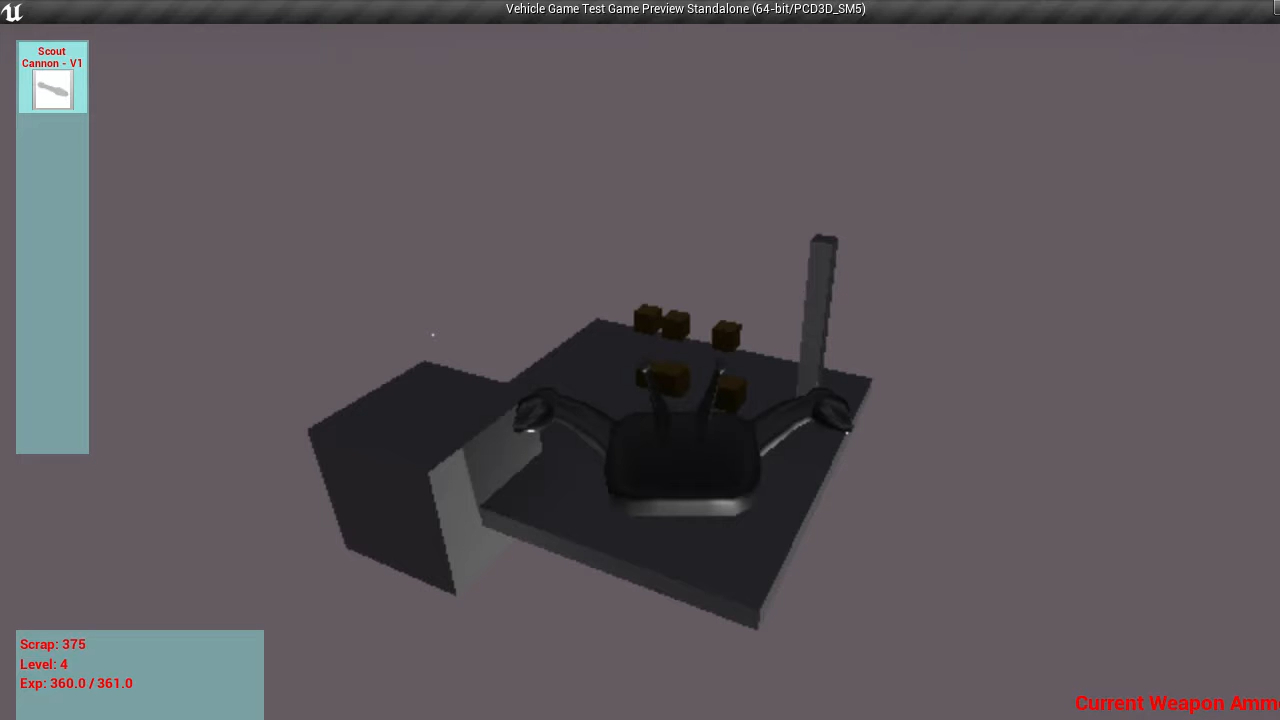 Vehicle Game Test Game Preview Standalone (64-bit/PCD3D_SM5)
Scout
Cannon - V1
Scrap: 375
Level: 4
Exp: 360.0 / 361.0
Current Weapon Amm